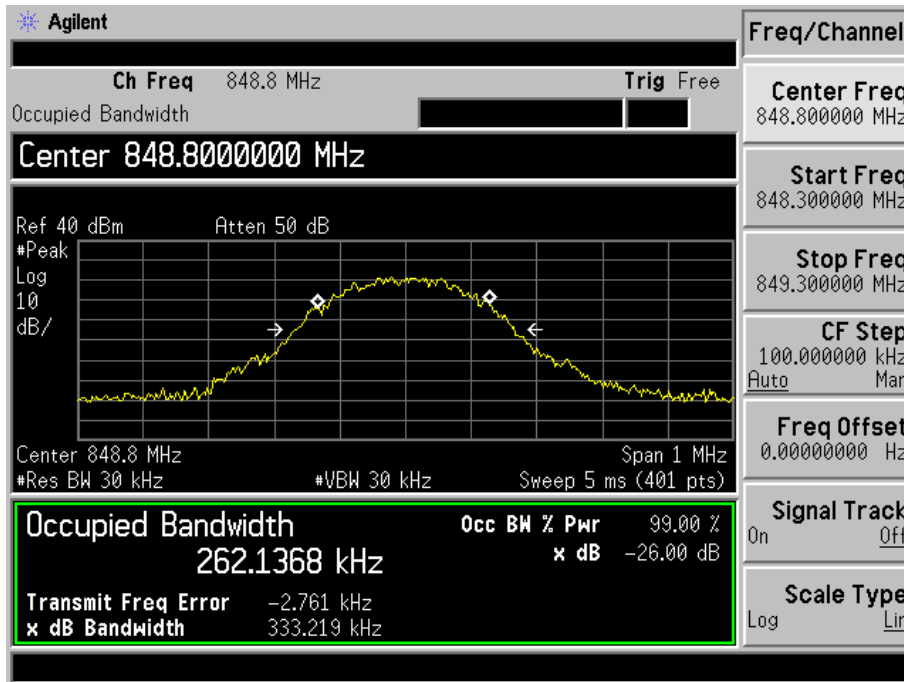 Agilent
Freq/Channel
Ch Freq 848.8 MHz Trig Free
Occupied Bandwidth
Center 848.8000000 MHz
Ref 40 dBm Atten 50 dB
#Peak
Log
10
dB/
Center 848.8 MHz Span 1 MHz
#Res BW 30 kHz #VBW 30 kHz Sweep 5 ms (401 pts)
Occupied Bandwidth Occ BW % Pwr 99.00 %
262.1368 kHz x dB -26.00 dB
Transmit Freq Error -2.761 kHz
x dB Bandwidth 333.219 kHz
Center Freq
848.800000 MHz
Start Freq
848.300000 MHz
Stop Freq
849.300000 MHz
CF Step
100.000000 kHz
Auto Man
Freq Offset
0.00000000 Hz
Signal Track
On Off
Scale Type
Log Lin